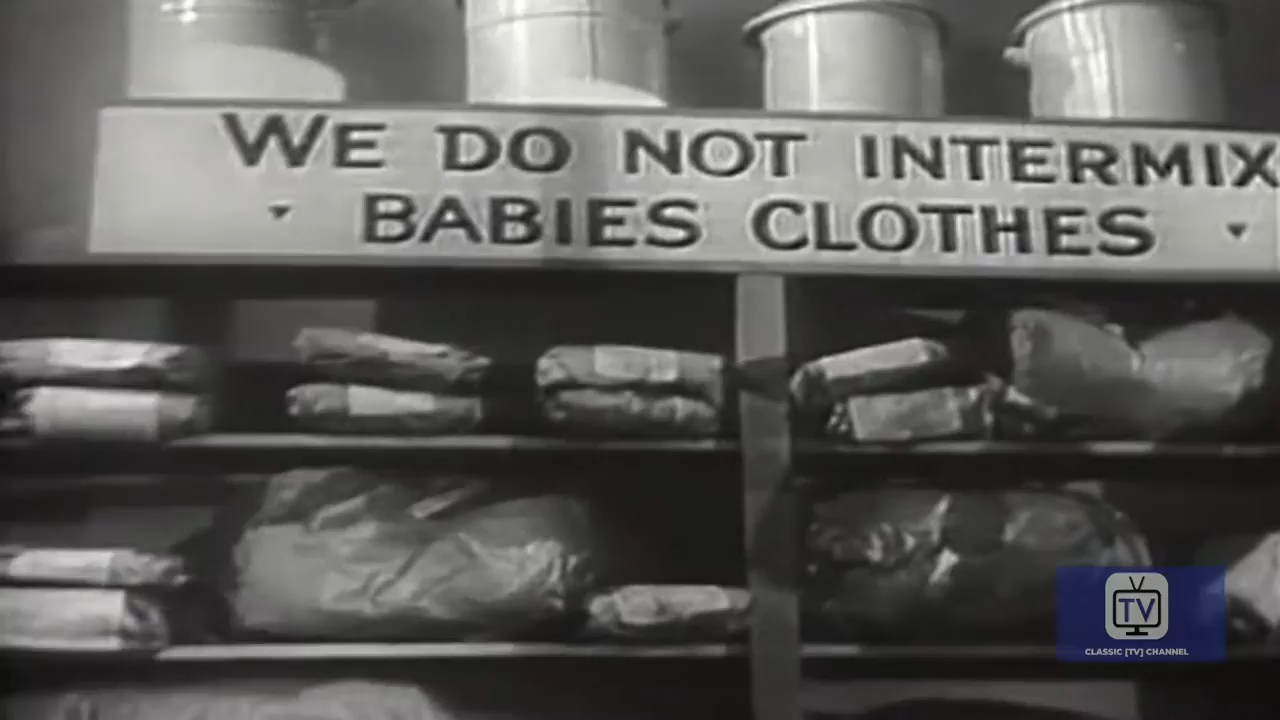 WE DO NOT INTERMIX
BABIES CLOTHES
TV
CLASSIC [TV] CHANNEL